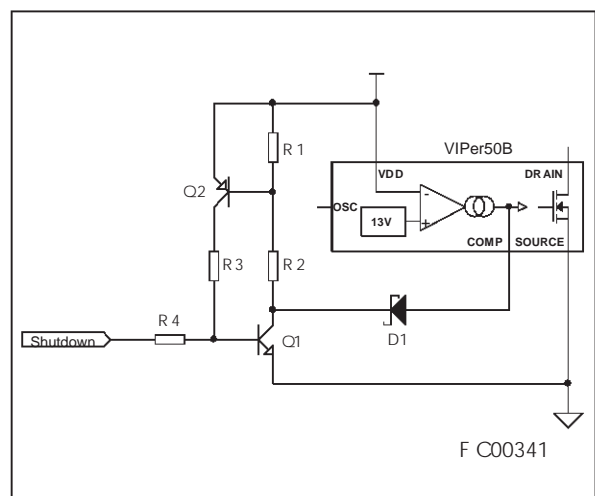 R1
VIPer50B
VDD
DRAIN
Q2
-
OSC
13V
+
COMP SOURCE
R3
R2
R4
Shutdown
Q1
D1
FC00341